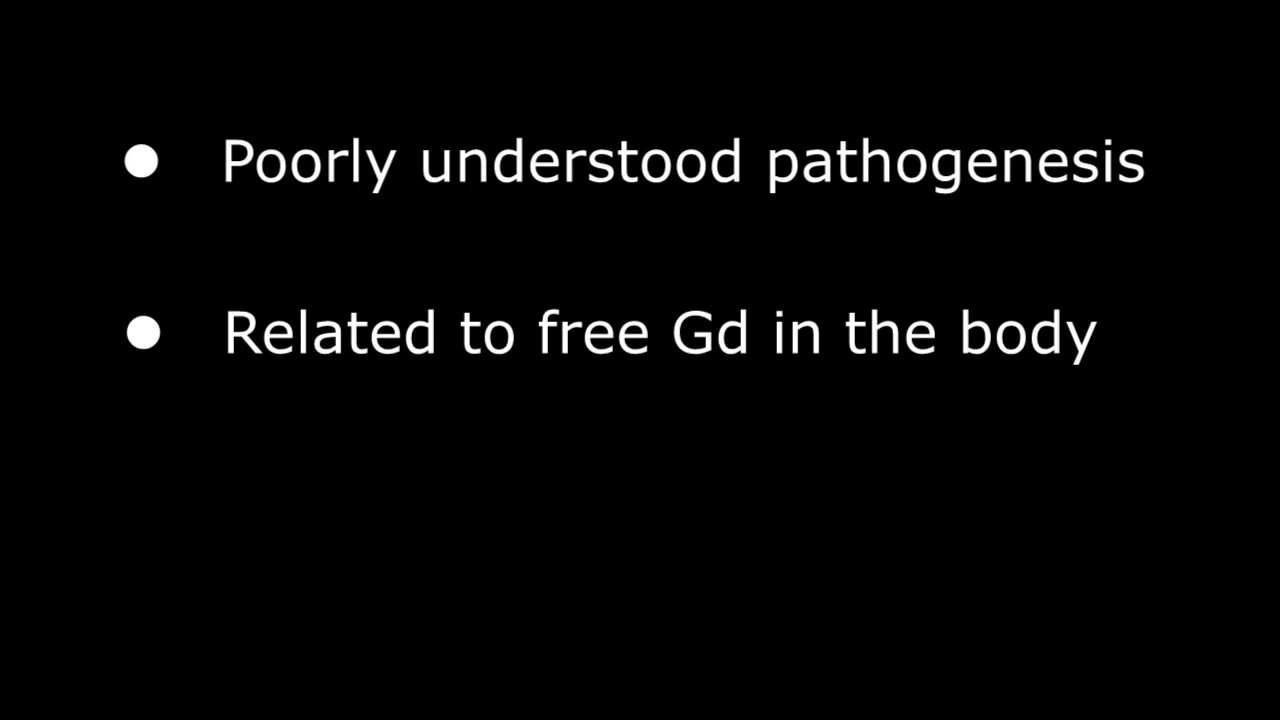 ● Poorly understood pathogenesis
● Related to free Gd in the body